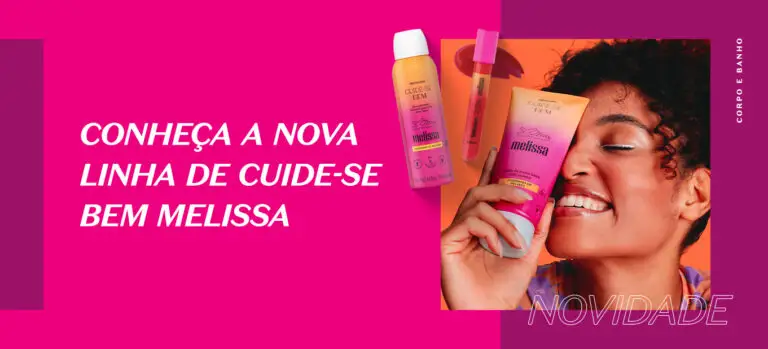 CONHEÇA A NOVA
LINHA DE CUIDE-SE
BEM MELISSA
CUIDE-SE
BEM
melissa
CUIDE-SE
BEM
melissa
CORPO E BANHO
NOVIDADE